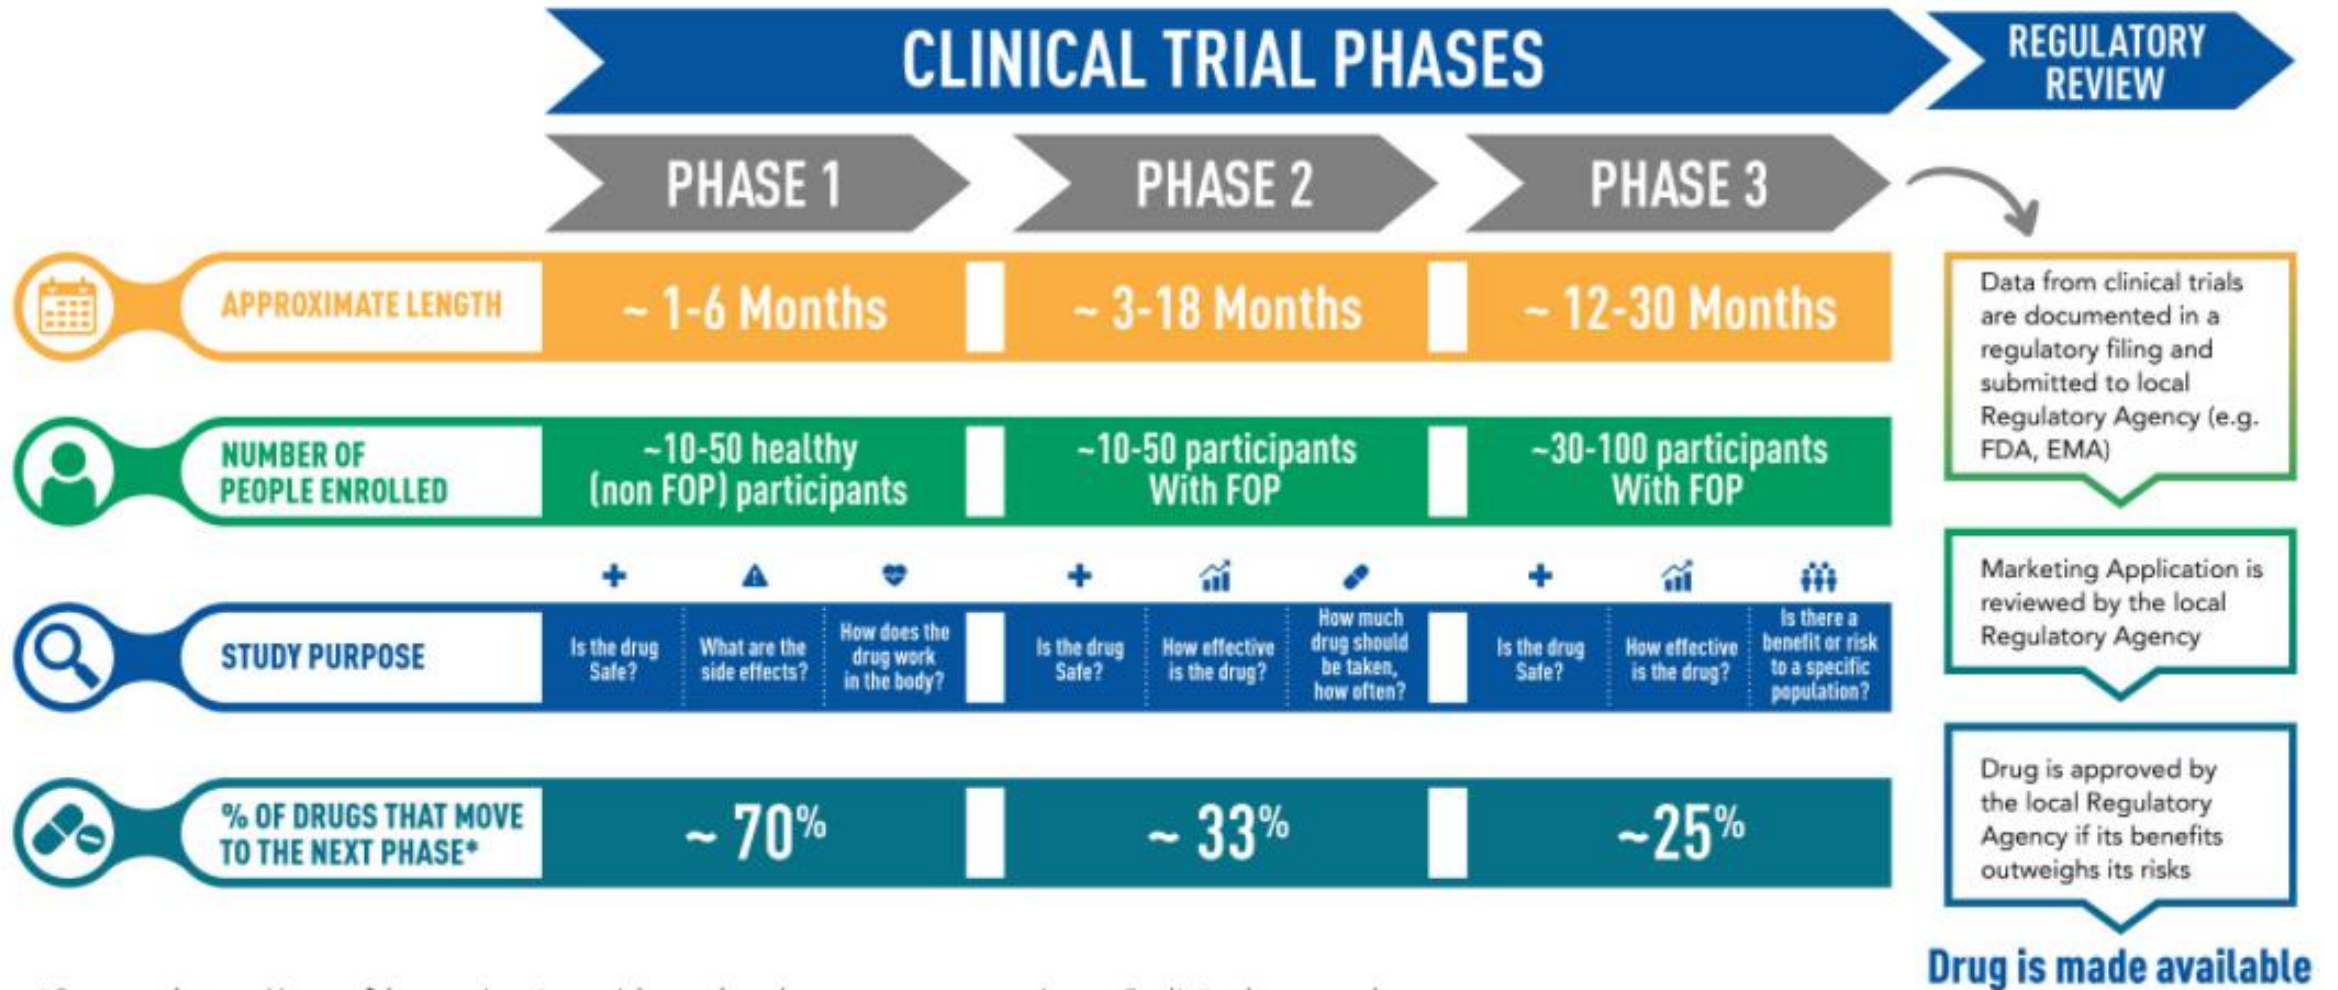 CLINICAL TRIAL PHASES
REGULATORY
REVIEW
PHASE 1
PHASE 2
PHASE 3
APPROXIMATE LENGTH
~ 1-6 Months
~ 3-18 Months
~ 12-30 Months
NUMBER OF
PEOPLE ENROLLED
~10-50 healthy
(non FOP) participants
~10-50 participants
With FOP
~30-100 participants
With FOP
STUDY PURPOSE
Is the drug
Safe?
What are the
side effects?
How does the
drug work
in the body?
Is the drug
Safe?
How effective
is the drug?
How much
drug should
be taken,
how often?
Is the drug
Safe?
How effective
is the drug?
Is there a
benefit or risk
to a specific
population?
% OF DRUGS THAT MOVE
TO THE NEXT PHASE*
~ 70%
~ 33%
~25%
Data from clinical trials
are documented in a
regulatory filing and
submitted to local
Regulatory Agency (e.g.
FDA, EMA)
Marketing Application is
reviewed by the local
Regulatory Agency
Drug is approved by
the local Regulatory
Agency if its benefits
outweighs its risks
Drug is made available